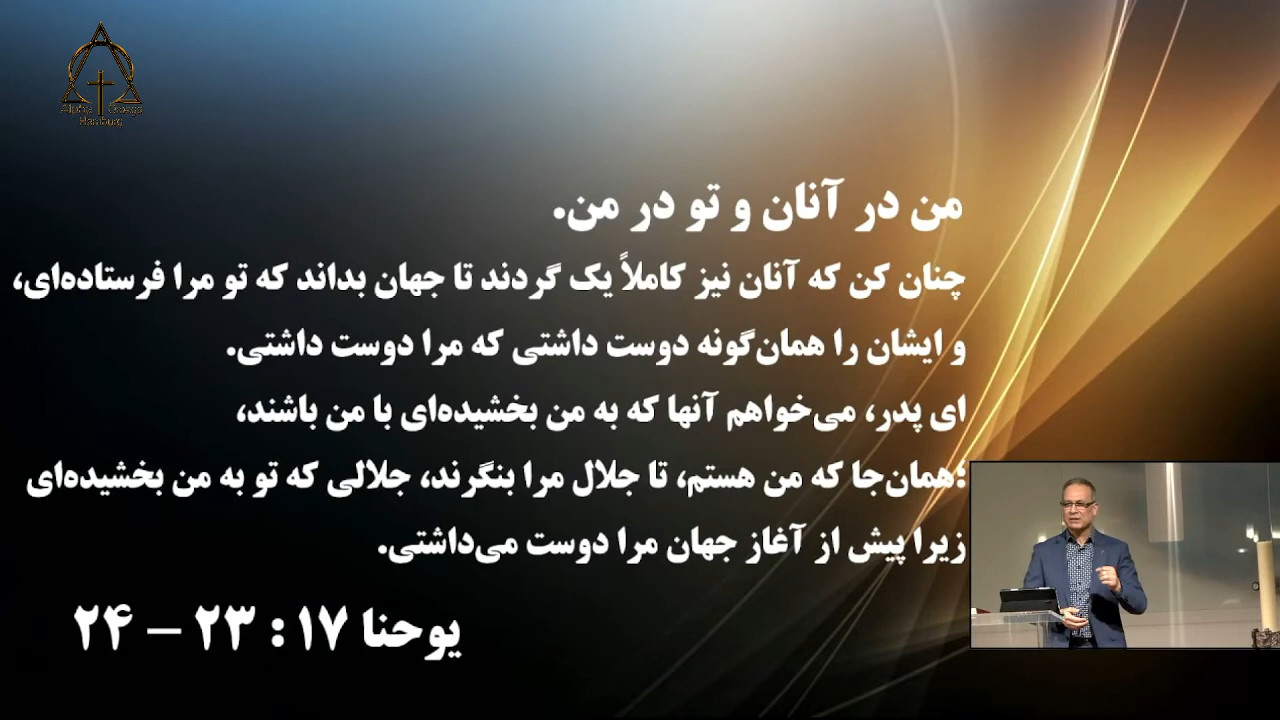 Alpha Omega
Hamburg
من در آنان و تو در من.
چنان کن که آنان نیز کاملاً یک گردند تا جهان بداند که تو مرا فرستاده‌ای،
و ایشان را همان‌گونه دوست داشتی که مرا دوست داشتی.
ای پدر، می‌خواهم آنها که به من بخشیده‌ای با من باشند،
؛همان‌جا که من هستم، تا جلال مرا بنگرند، جلالی که تو به من بخشیده‌ای
زیرا پیش از آغاز جهان مرا دوست می‌داشتی.
یوحنا ۱۷ : ۲۳ – ۲۴